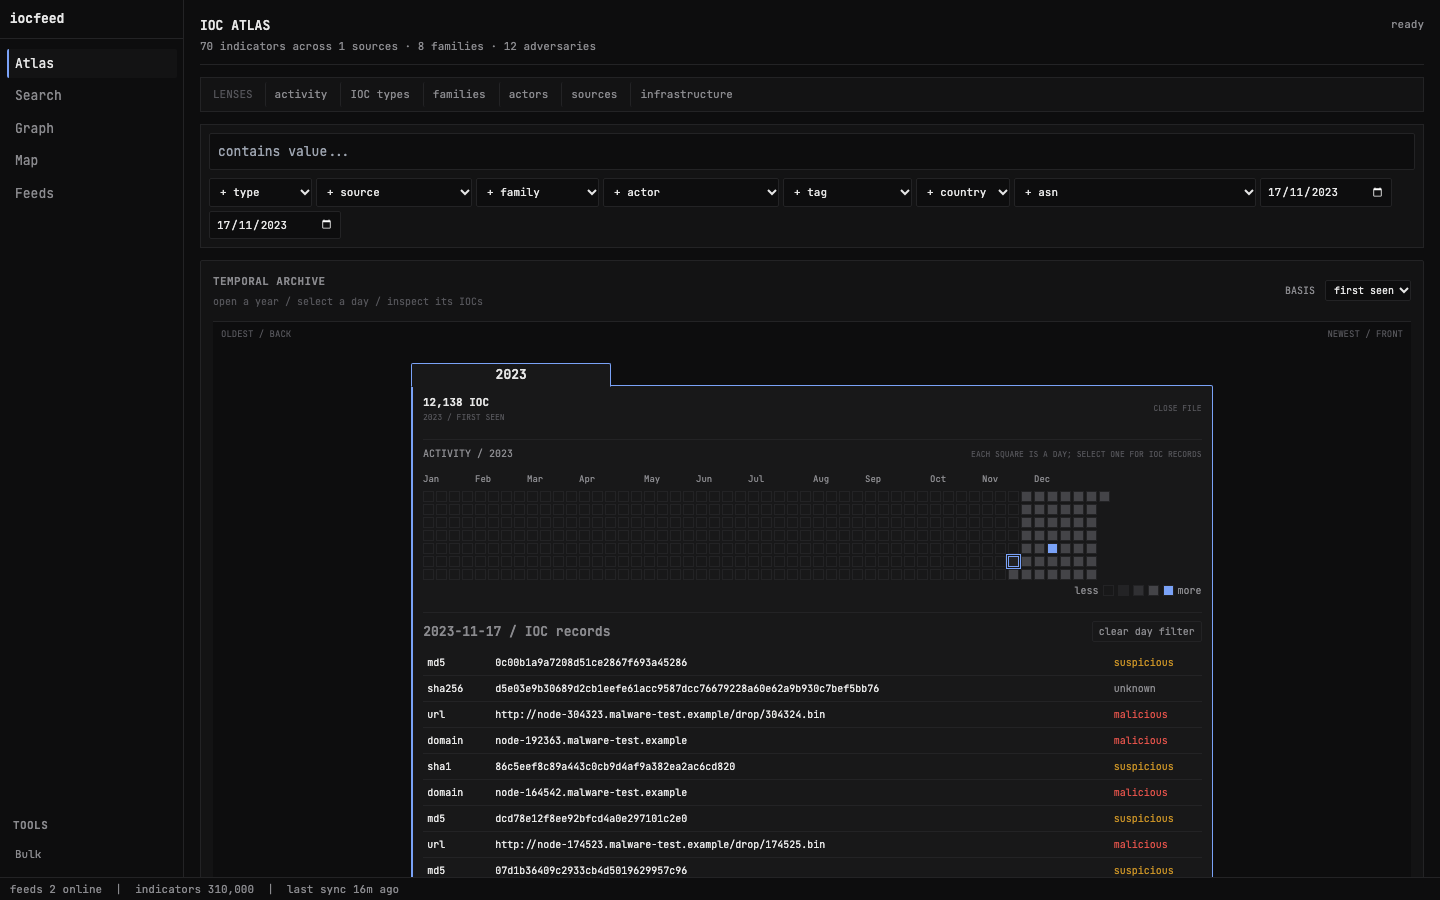 iocfeed
Atlas
Search
Graph
Map
Feeds
TOOLS
Bulk
IOC ATLAS
ready
70 indicators across 1 sources · 8 families · 12 adversaries
LENSES activity IOC types families actors sources infrastructure
contains value...
+ type + source + family + actor + tag + country + asn 17/11/2023
17/11/2023
TEMPORAL ARCHIVE
open a year / select a day / inspect its IOCs
BASIS first seen
OLDEST / BACK NEWEST / FRONT
2023
12,138 IOC
2023 / FIRST SEEN
CLOSE FILE
ACTIVITY / 2023 EACH SQUARE IS A DAY; SELECT ONE FOR IOC RECORDS
Jan Feb Mar Apr May Jun Jul Aug Sep Oct Nov Dec
less more
2023-11-17 / IOC records clear day filter
md5 0c00b1a9a7208d51ce2867f693a45286 suspicious
sha256 d5e03e9b30689d2cb1eefe61acc9587dcc76679228a60e62a9b930c7bef5bb76 unknown
url http://node-304323.malware-test.example/drop/304324.bin malicious
domain node-192363.malware-test.example malicious
sha1 86c5eef8c89a443c0cb9d4af9a382ea2ac6cd820 suspicious
domain node-164542.malware-test.example malicious
md5 dcd78e12f8ee92bfcd4a0e297101c2e0 suspicious
url http://node-174523.malware-test.example/drop/174525.bin malicious
md5 07d1b36409c2933cb4d5019629957c96 suspicious
feeds 2 online | indicators 310,000 | last sync 16m ago